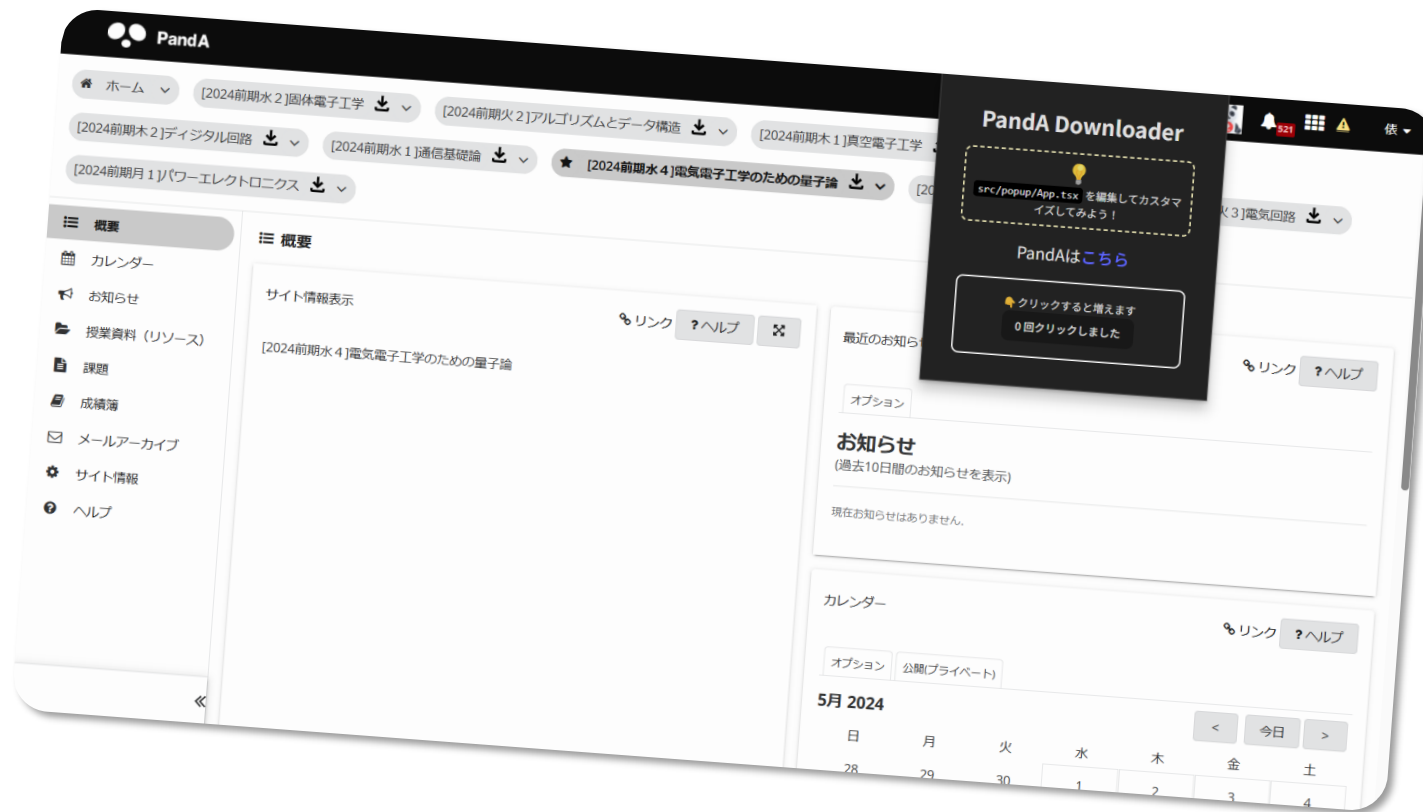 PandA
ホーム
[2024前期水2]固体電子工学
[2024前期火2]アルゴリズムとデータ構造
[2024前期木1]真空電子工学
521
俵
[2024前期木2]ディジタル回路
[2024前期水1]通信基礎論
[2024前期水4]電気電子工学のための量子論
[20
火3]電気回路
[2024前期月1]パワーエレクトロニクス
PandA Downloader
src/popup/App.tsx を編集してカスタマ
イズしてみよう！
PandAはこちら
クリックすると増えます
0回クリックしました
概要
カレンダー
お知らせ
授業資料（リソース）
課題
成績簿
メールアーカイブ
サイト情報
ヘルプ
概要
サイト情報表示
リンク
?ヘルプ
[2024前期水4]電気電子工学のための量子論
最近のお知ら
リンク
?ヘルプ
オプション
お知らせ
(過去10日間のお知らせを表示)
現在お知らせはありません.
カレンダー
リンク
?ヘルプ
オプション
公開(プライベート)
5月 2024
< 今日 >
日 月 火 水 木 金 土
28 29 30 1 2 3 4